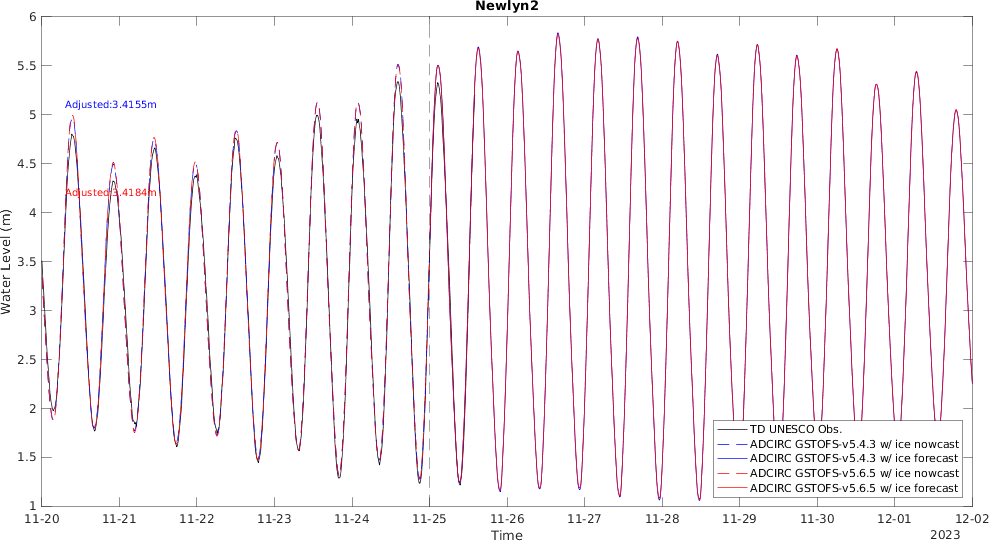 Newlyn2
6
5.5
5
4.5
4
3.5
3
2.5
2
1.5
1
Water Level (m)
Adjusted:3.4155m
Adjusted:3.4184m
TD UNESCO Obs.
ADCIRC GSTOFS-v5.4.3 w/ ice nowcast
ADCIRC GSTOFS-v5.4.3 w/ ice forecast
ADCIRC GSTOFS-v5.6.5 w/ ice nowcast
ADCIRC GSTOFS-v5.6.5 w/ ice forecast
11-20 11-21 11-22 11-23 11-24 11-25 11-26 11-27 11-28 11-29 11-30 12-01 12-02
Time
2023